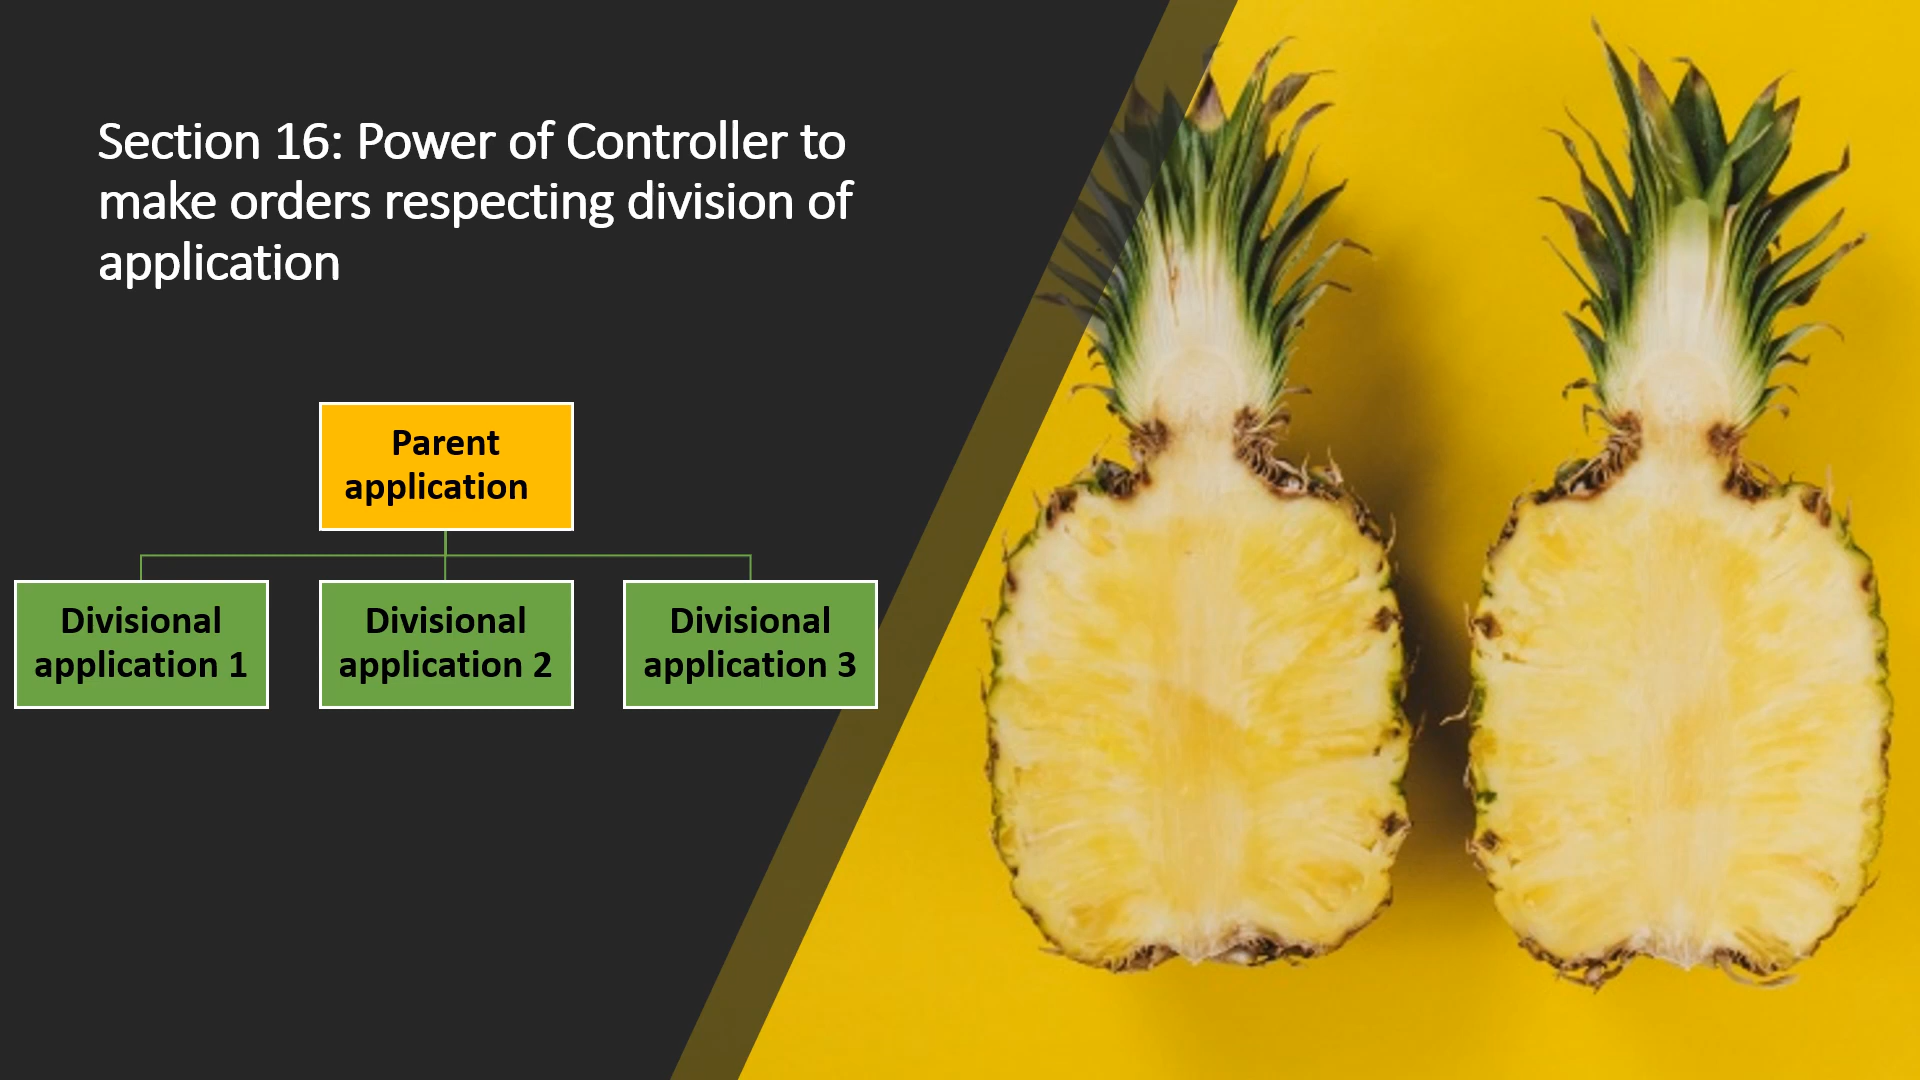 Section 16: Power of Controller to
make orders respecting division of
application
Parent
application
Divisional
application 1
Divisional
application 2
Divisional
application 3